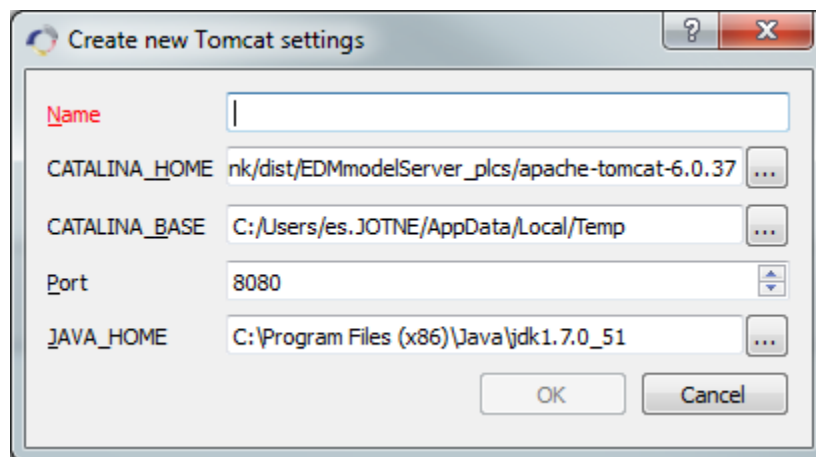 Create new Tomcat settings
Name
CATALINA_HOME nk/dist/EDMmodelServer_plcs/apache-tomcat-6.0.37 ...
CATALINA_BASE C:/Users/es.JOTNE/AppData/Local/Temp ...
Port 8080
JAVA_HOME C:\Program Files (x86)\Java\jdk1.7.0_51 ...
OK Cancel